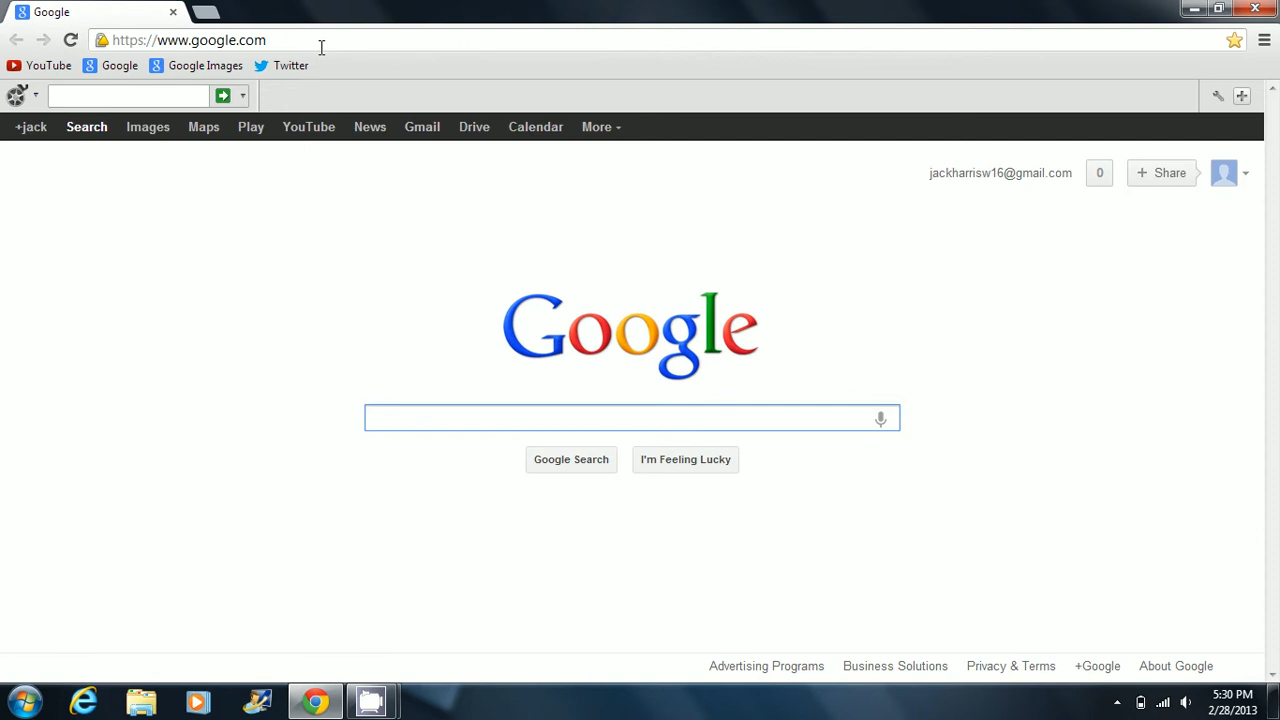 Google
https://www.google.com
YouTube Google Google Images Twitter
+jack Search Images Maps Play YouTube News Gmail Drive Calendar More
jackharrisw16@gmail.com 0 + Share
Google
Google Search I'm Feeling Lucky
Advertising Programs Business Solutions Privacy & Terms +Google About Google
5:30 PM
2/28/2013